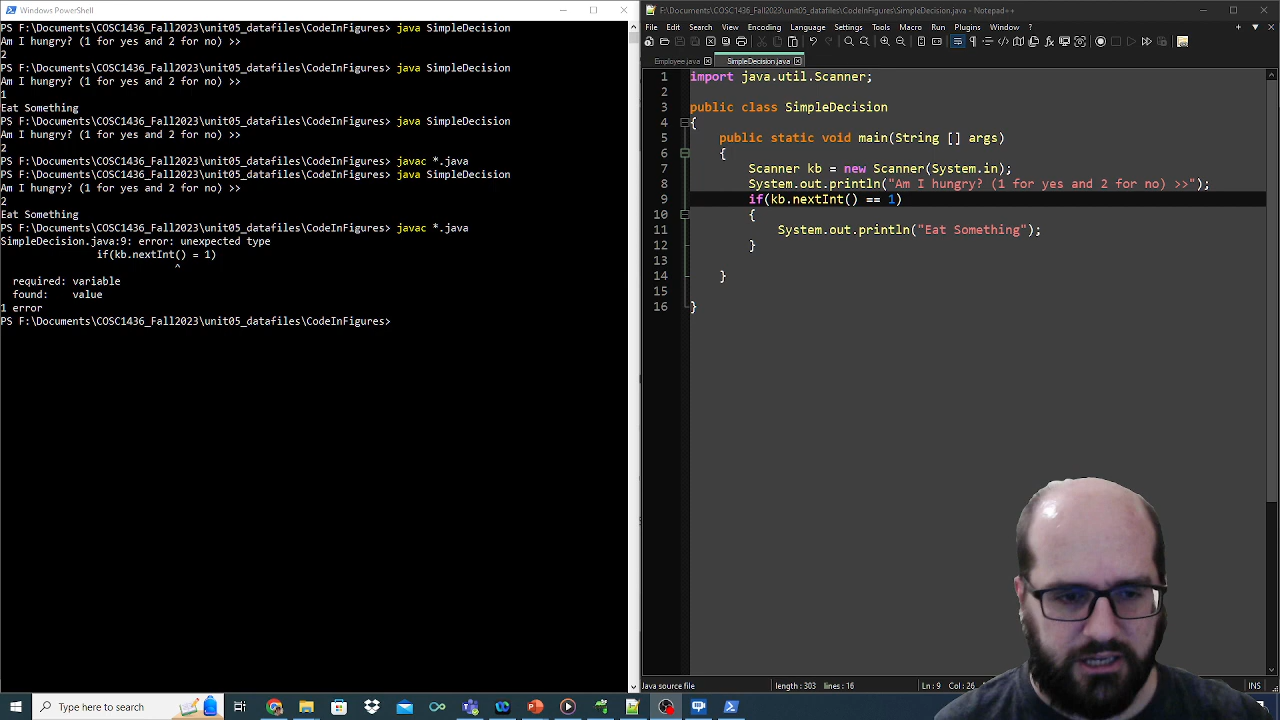 Windows PowerShell
PS F:\Documents\COSC1436_Fall2023\unit05_datafiles\CodeInFigures> java SimpleDecision
Am I hungry? (1 for yes and 2 for no) >>
2
PS F:\Documents\COSC1436_Fall2023\unit05_datafiles\CodeInFigures> java SimpleDecision
Am I hungry? (1 for yes and 2 for no) >>
1
Eat Something
PS F:\Documents\COSC1436_Fall2023\unit05_datafiles\CodeInFigures> java SimpleDecision
Am I hungry? (1 for yes and 2 for no) >>
2
PS F:\Documents\COSC1436_Fall2023\unit05_datafiles\CodeInFigures> javac *.java
PS F:\Documents\COSC1436_Fall2023\unit05_datafiles\CodeInFigures> java SimpleDecision
Am I hungry? (1 for yes and 2 for no) >>
2
Eat Something
PS F:\Documents\COSC1436_Fall2023\unit05_datafiles\CodeInFigures> javac *.java
SimpleDecision.java:9: error: unexpected type
if(kb.nextInt() = 1)
^
required: variable
found: value
1 error
PS F:\Documents\COSC1436_Fall2023\unit05_datafiles\CodeInFigures>
F:\Documents\COSC1436_Fall2023\unit05_datafiles\CodeInFigures\SimpleDecision.java - Notepad++
File Edit Search View Encoding Language Settings Tools Macro Run Plugins Window ?
Employee.java SimpleDecision.java
1 import java.util.Scanner;
2
3 public class SimpleDecision
4 {
5 public static void main(String [] args)
6 {
7 Scanner kb = new Scanner(System.in);
8 System.out.println("Am I hungry? (1 for yes and 2 for no) >>");
9 if(kb.nextInt() == 1)
10 {
11 System.out.println("Eat Something");
12 }
13
14 }
15
16 }
Java source file length: 303 lines: 16 Ln: 9 Col: 26 INS
Type here to search